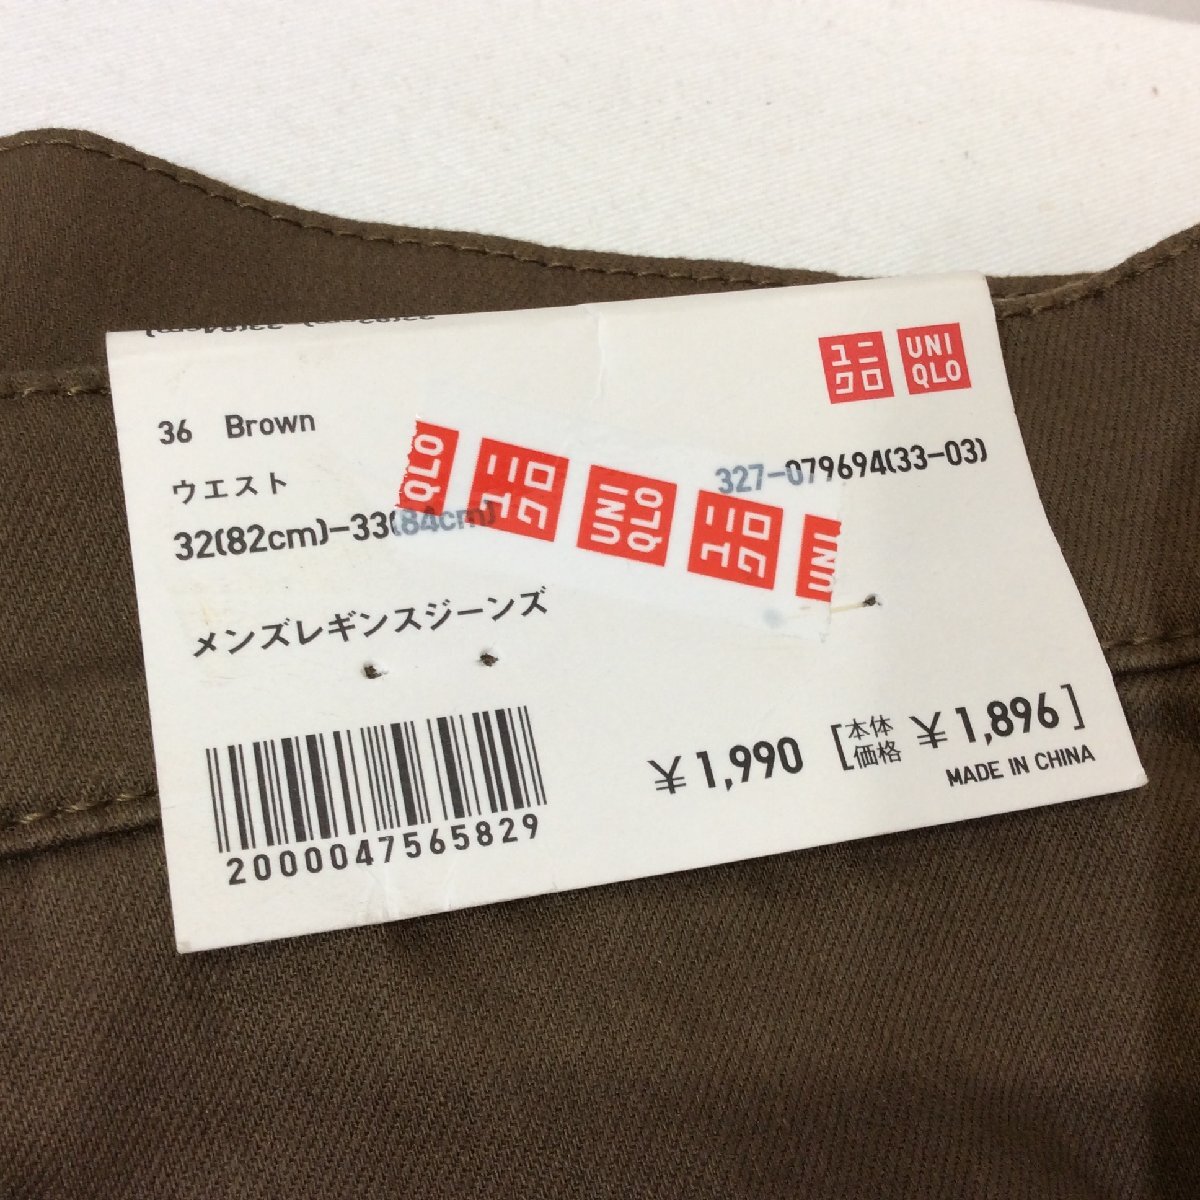 ユニクロ UNIQLO
36 Brown
327-079694(33-03)
ウエスト
32(82cm)-33(84cm)
QLO ユニクロ UNIQLO ユニクロ UNI
メンズレギンスジーンズ
2000047565829
¥1,990 [本体価格 ¥1,896]
MADE IN CHINA